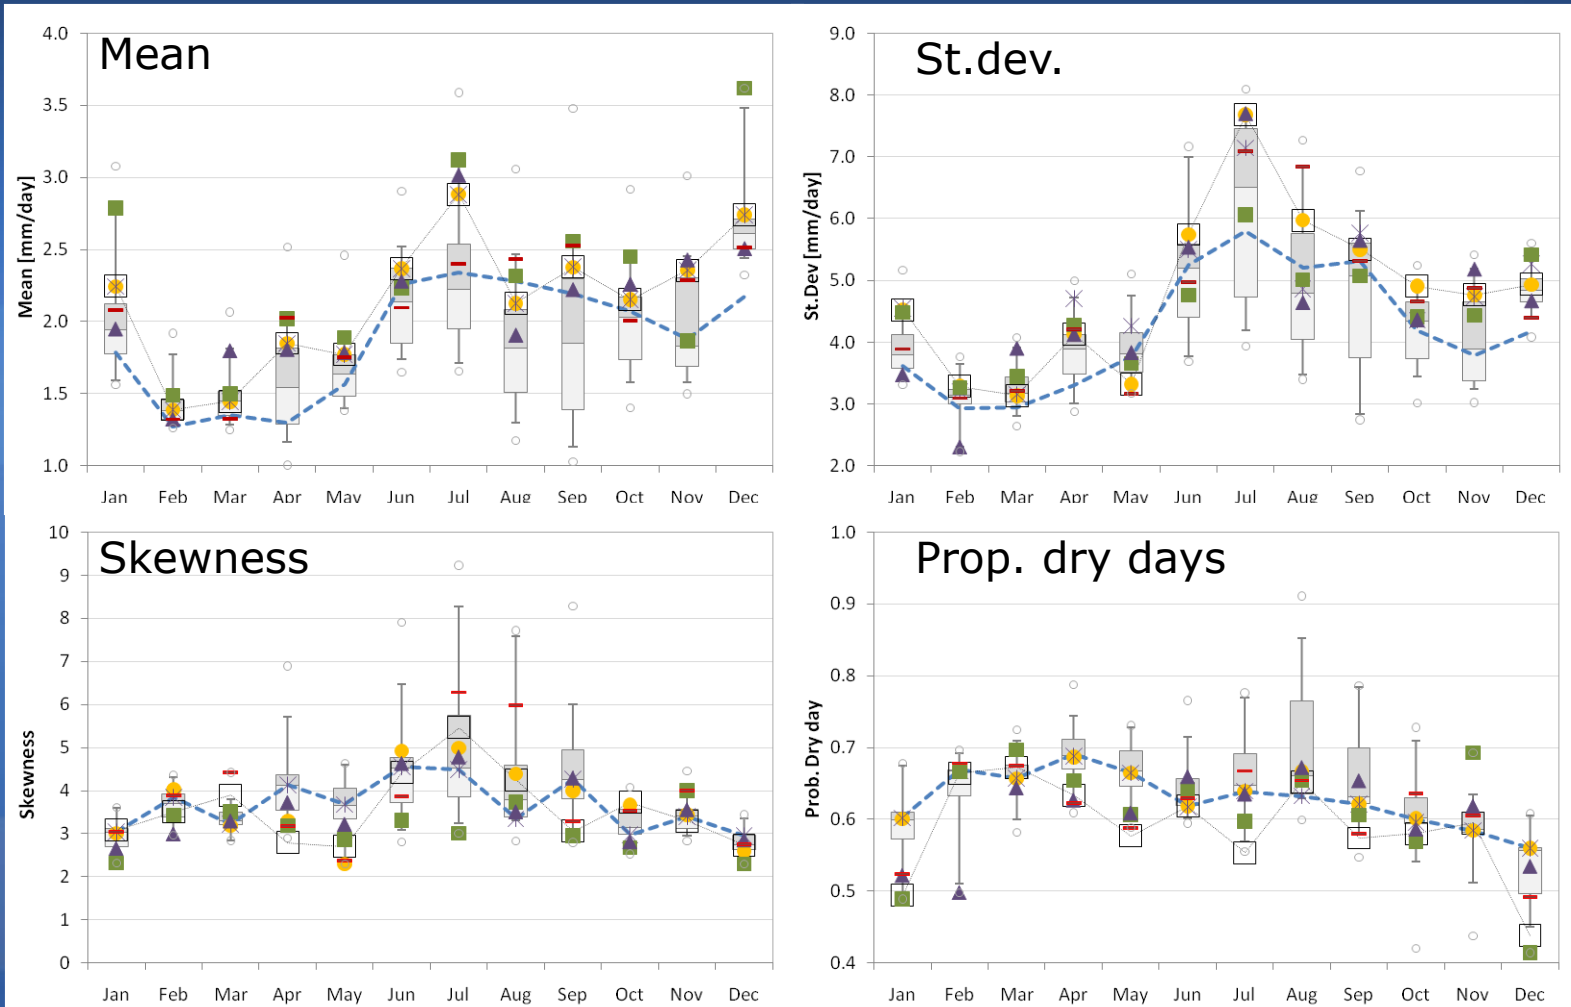 Mean
Mean [mm/day]
4.0
3.5
3.0
2.5
2.0
1.5
1.0
Jan Feb Mar Apr May Jun Jul Aug Sep Oct Nov Dec
St.dev.
St.Dev [mm/day]
9.0
8.0
7.0
6.0
5.0
4.0
3.0
2.0
Jan Feb Mar Apr May Jun Jul Aug Sep Oct Nov Dec
Skewness
Skewness
10
9
8
7
6
5
4
3
2
1
0
Jan Feb Mar Apr May Jun Jul Aug Sep Oct Nov Dec
Prop. dry days
Prob. Dry day
1.0
0.9
0.8
0.7
0.6
0.5
0.4
Jan Feb Mar Apr May Jun Jul Aug Sep Oct Nov Dec